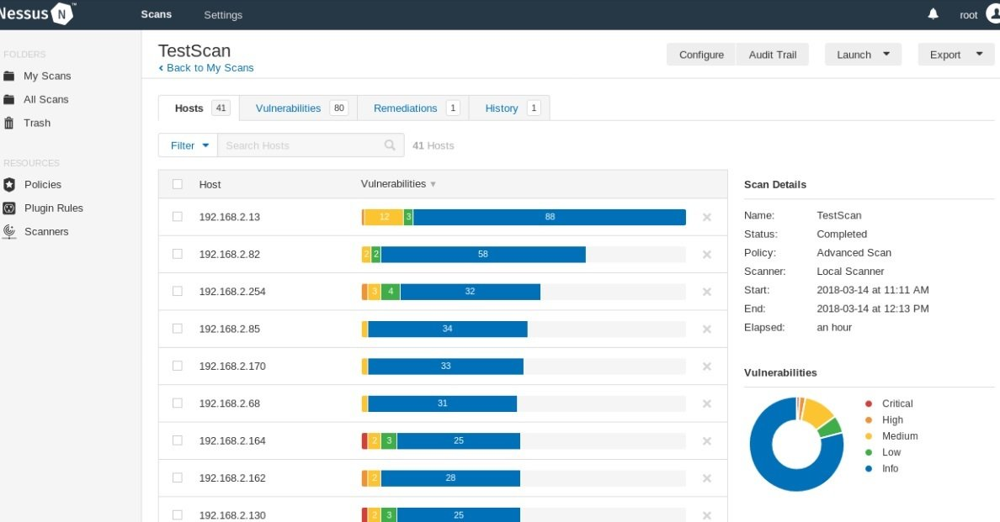 Nessus N ™ Scans Settings root
FOLDERS
My Scans
All Scans
Trash
RESOURCES
Policies
Plugin Rules
Scanners
TestScan
Back to My Scans
Configure Audit Trail Launch Export
Hosts 41 Vulnerabilities 80 Remediations 1 History 1
Filter Search Hosts 41 Hosts
Host Vulnerabilities
192.168.2.13 12 3 88
192.168.2.82 2 2 58
192.168.2.254 3 4 32
192.168.2.85 34
192.168.2.170 33
192.168.2.68 31
192.168.2.164 2 3 25
192.168.2.162 2 28
192.168.2.130 2 3 25
Scan Details
Name: TestScan
Status: Completed
Policy: Advanced Scan
Scanner: Local Scanner
Start: 2018-03-14 at 11:11 AM
End: 2018-03-14 at 12:13 PM
Elapsed: an hour
Vulnerabilities
Critical
High
Medium
Low
Info